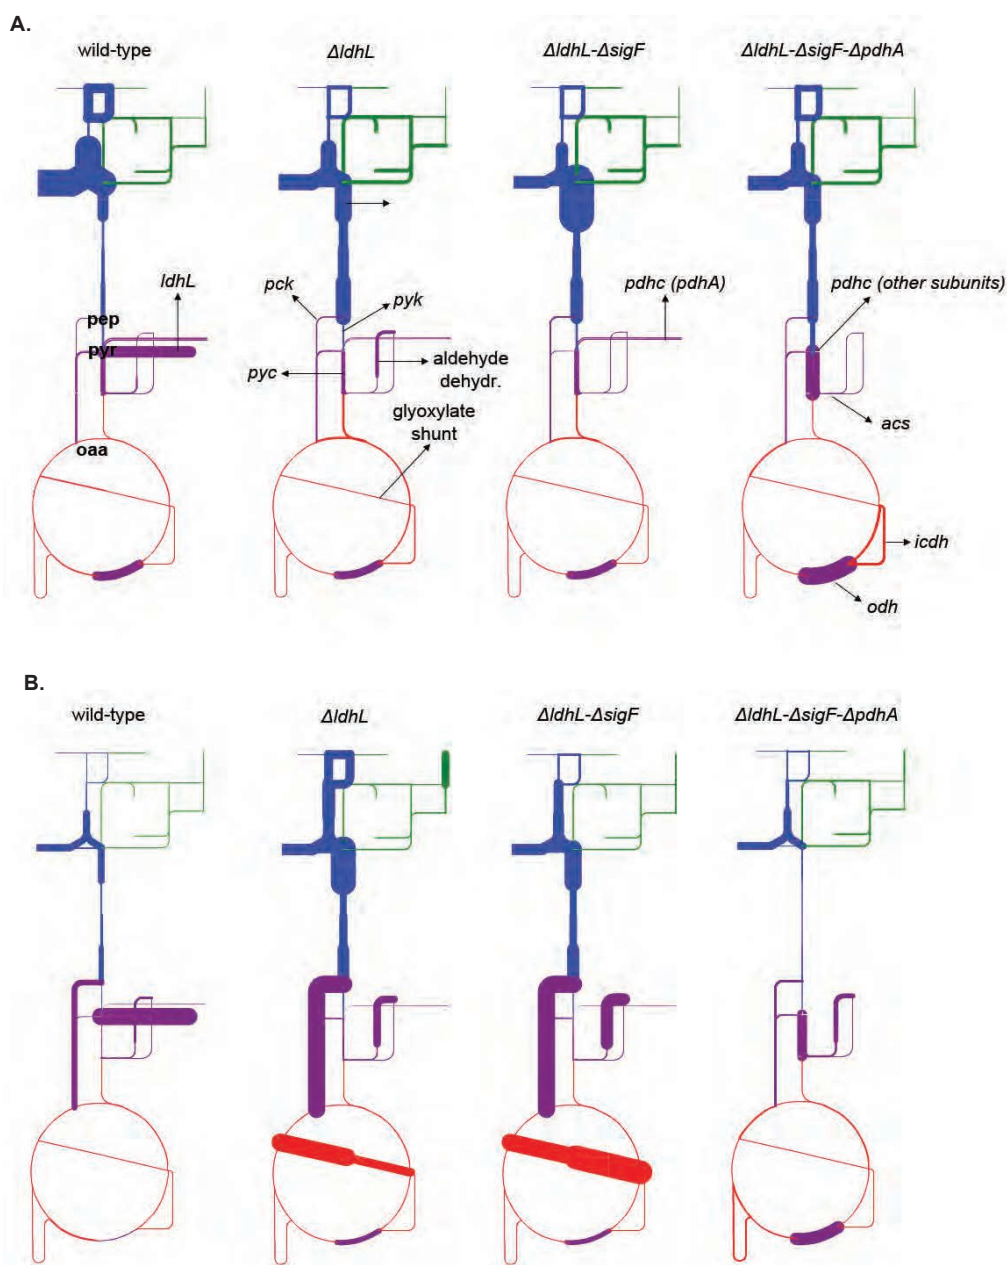 A.
wild-type
ΔldhL
ΔldhL-ΔsigF
ΔldhL-ΔsigF-ΔpdhA
ldhL
pck
pyk
pdhc (pdhA)
pdhc (other subunits)
pep
pyr
pyc
aldehyde
dehydr.
glyoxylate
shunt
acs
oaa
icdh
odh
B.
wild-type
ΔldhL
ΔldhL-ΔsigF
ΔldhL-ΔsigF-ΔpdhA